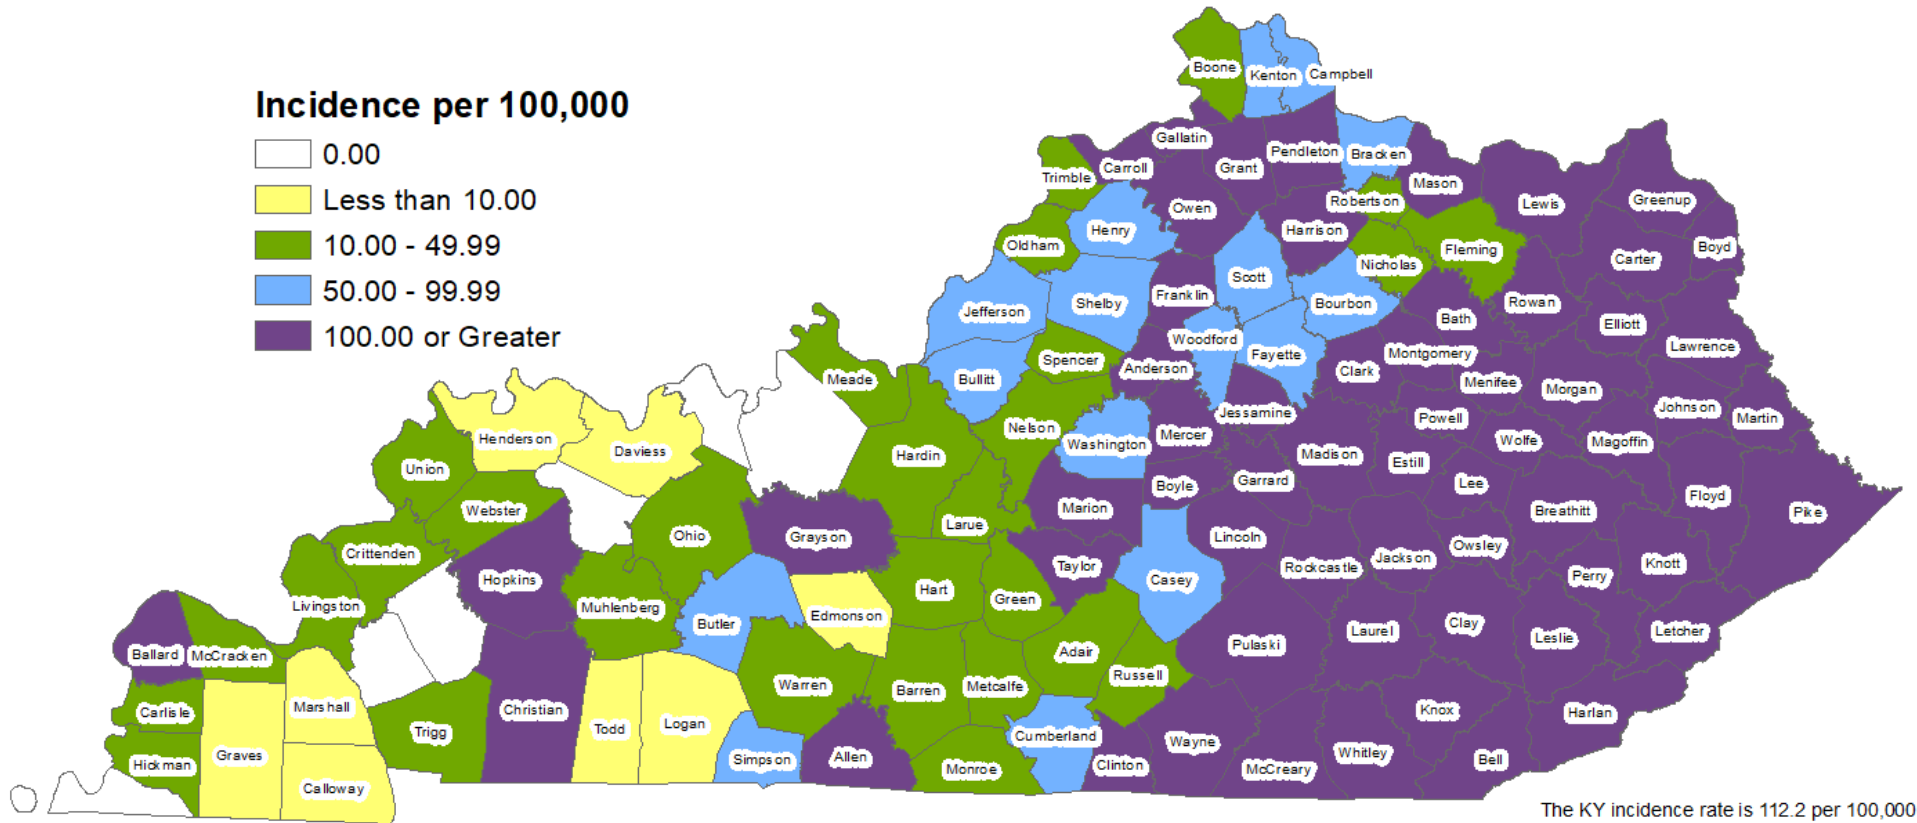 Incidence per 100,000
0.00
Less than 10.00
10.00 - 49.99
50.00 - 99.99
100.00 or Greater
Boone
Kenton
Campbell
Gallatin
Carroll
Grant
Pendleton
Bracken
Mason
Trimble
Owen
Robertson
Lewis
Greenup
Henry
Harrison
Oldham
Nicholas
Fleming
Carter
Boyd
Scott
Franklin
Shelby
Jefferson
Bourbon
Rowan
Bath
Elliott
Lawrence
Woodford
Fayette
Spencer
Anderson
Clark
Montgomery
Menifee
Morgan
Meade
Bullitt
Jessamine
Powell
Johnson
Martin
Nelson
Washington
Mercer
Wolfe
Magoffin
Henderson
Daviess
Hardin
Madison
Estill
Union
Boyle
Garrard
Lee
Floyd
Pike
Webster
Marion
Breathitt
Larue
Ohio
Grayson
Lincoln
Owsley
Crittenden
Taylor
Rockcastle
Jackson
Knott
Hopkins
Casey
Perry
Hart
Green
Livingston
Muhlenberg
Edmonson
Butler
Clay
Laurel
Leslie
Letcher
Ballard
McCracken
Adair
Pulaski
Russell
Warren
Barren
Metcalfe
Marshall
Carlisle
Christian
Knox
Harlan
Trigg
Todd
Logan
Cumberland
Wayne
Graves
Hickman
Simpson
Allen
Monroe
Clinton
McCreary
Whitley
Bell
Calloway
The KY incidence rate is 112.2 per 100,000